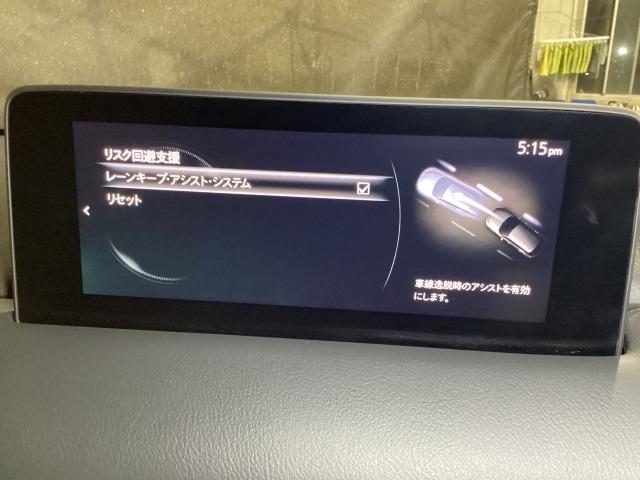 5:15pm
リスク回避支援
レーンキープ・アシスト・システム
リセット
車線逸脱時のアシストを有効
にします。